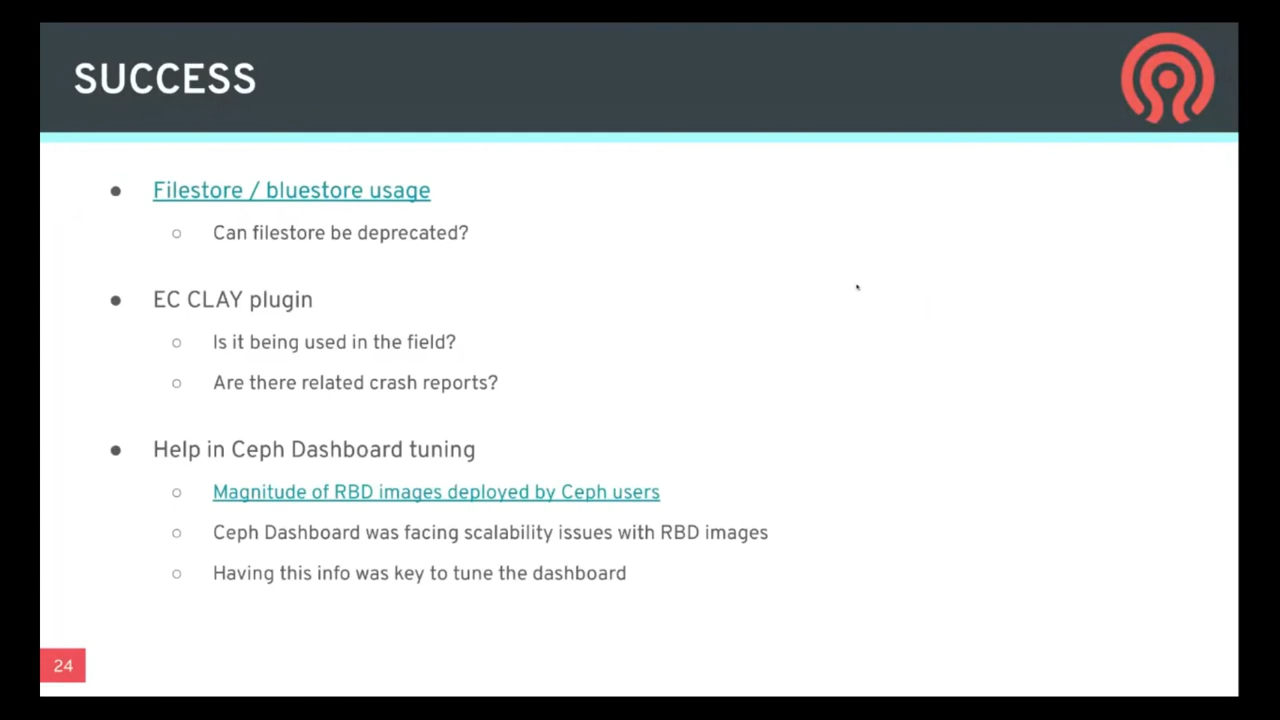 SUCCESS
● Filestore / bluestore usage
○ Can filestore be deprecated?
● EC CLAY plugin
○ Is it being used in the field?
○ Are there related crash reports?
● Help in Ceph Dashboard tuning
○ Magnitude of RBD images deployed by Ceph users
○ Ceph Dashboard was facing scalability issues with RBD images
○ Having this info was key to tune the dashboard
24